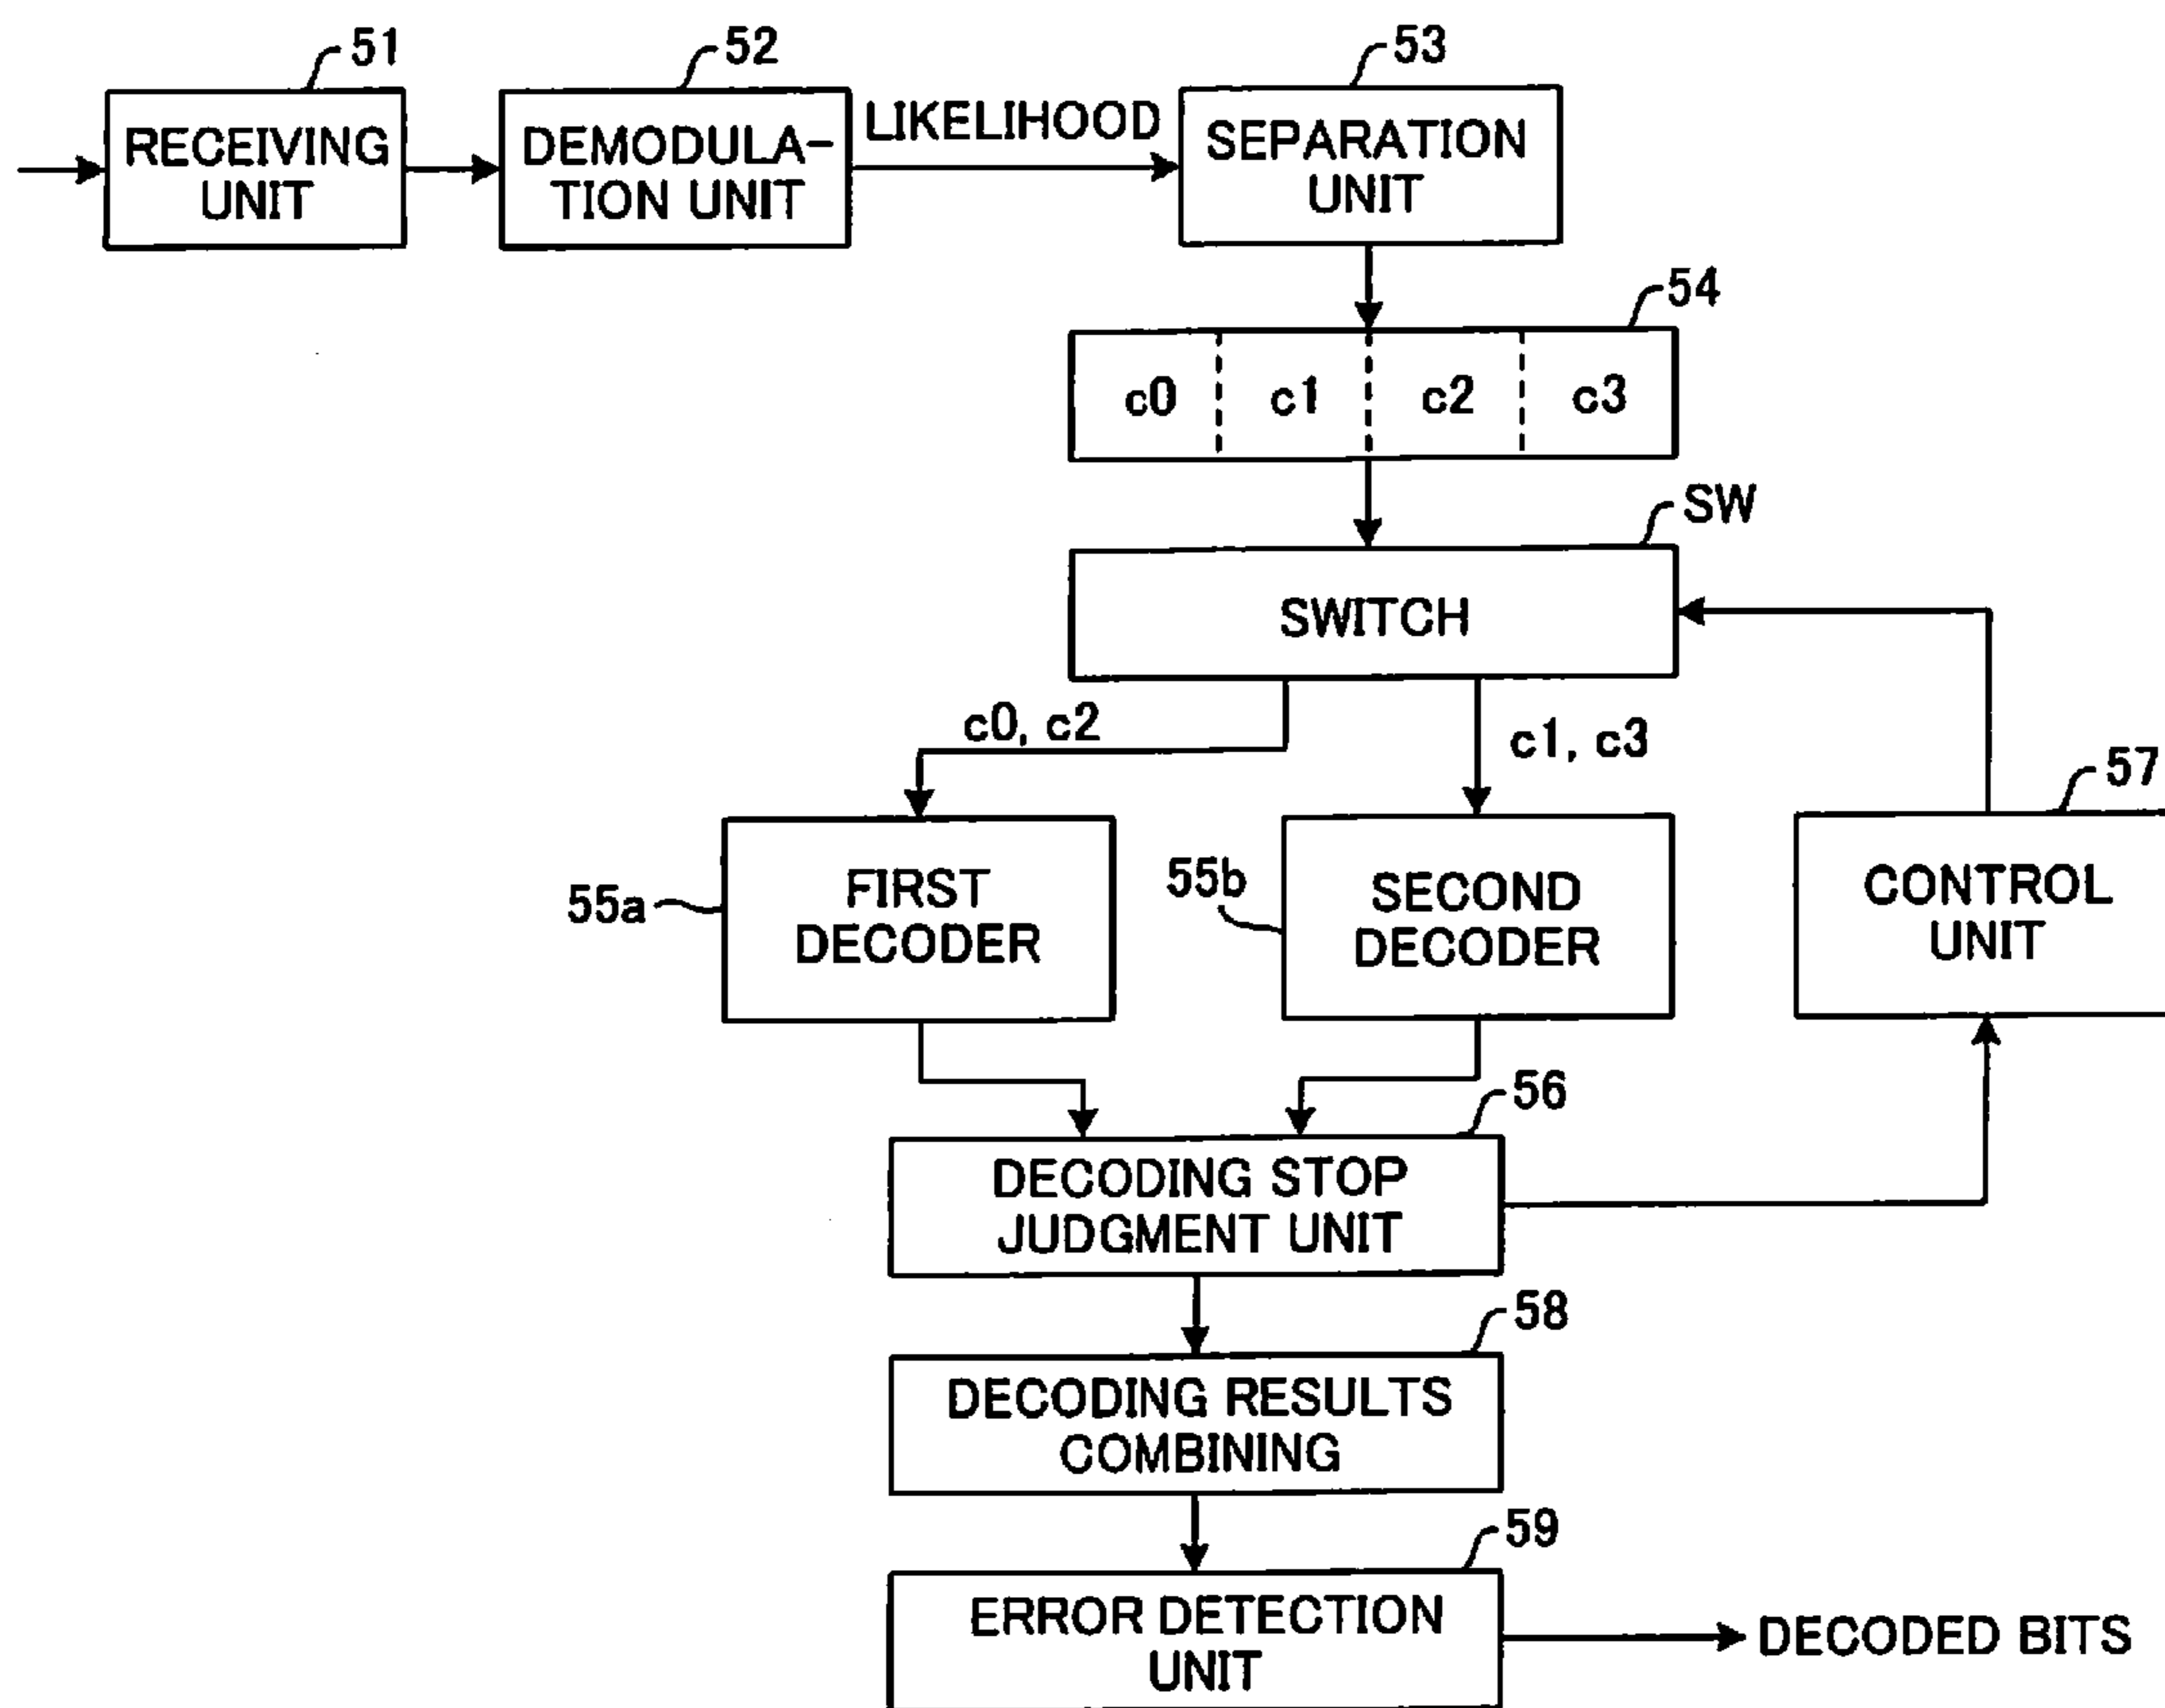 51
52
53
RECEIVING
UNIT
DEMODULA-
TION UNIT
LIKELIHOOD
SEPARATION
UNIT
54
c0
c1
c2
c3
SW
SWITCH
c0, c2
c1, c3
57
55a
FIRST
DECODER
55b
SECOND
DECODER
CONTROL
UNIT
56
DECODING STOP
JUDGMENT UNIT
58
DECODING RESULTS
COMBINING
59
ERROR DETECTION
UNIT
DECODED BITS